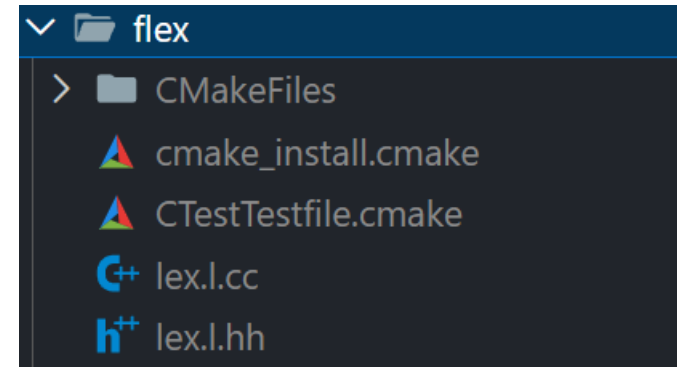 flex
CMakeFiles
cmake_install.cmake
CTestTestfile.cmake
C++ lex.l.cc
h++ lex.l.hh